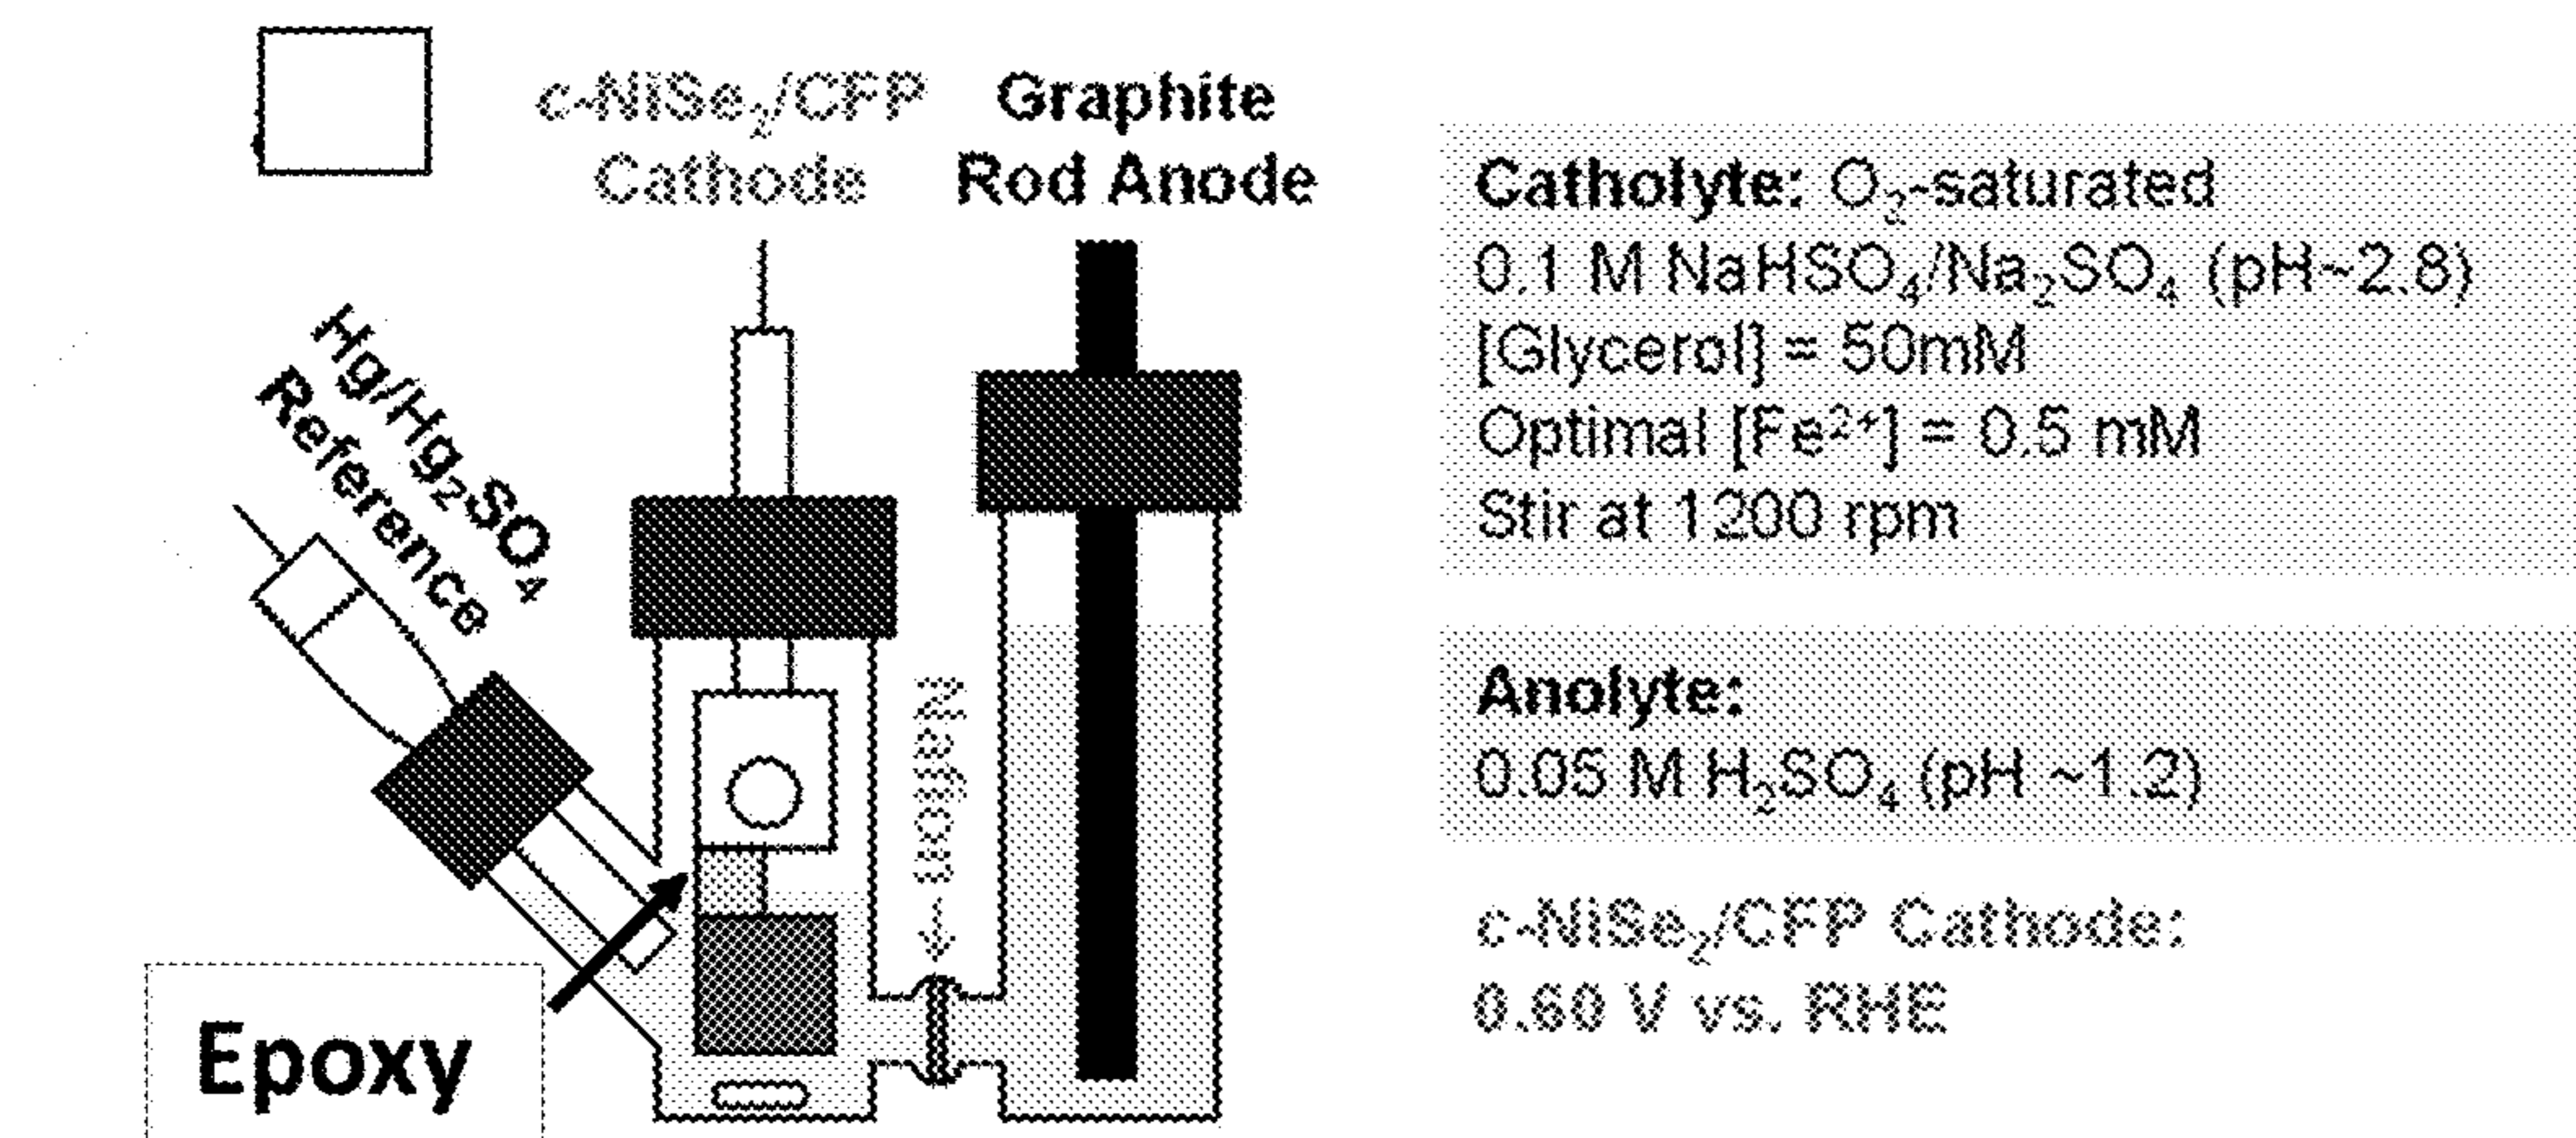 c-NiSe₂/CFP
Cathode
Graphite
Rod Anode
Hg/Hg₂SO₄
Reference
Nafion
Epoxy
Catholyte: O₂-saturated
0.1 M NaHSO₄/Na₂SO₄ (pH~2.8)
[Glycerol] = 50mM
Optimal [Fe²⁺] = 0.5 mM
Stir at 1200 rpm
Anolyte:
0.05 M H₂SO₄ (pH ~1.2)
c-NiSe₂/CFP Cathode:
0.60 V vs. RHE